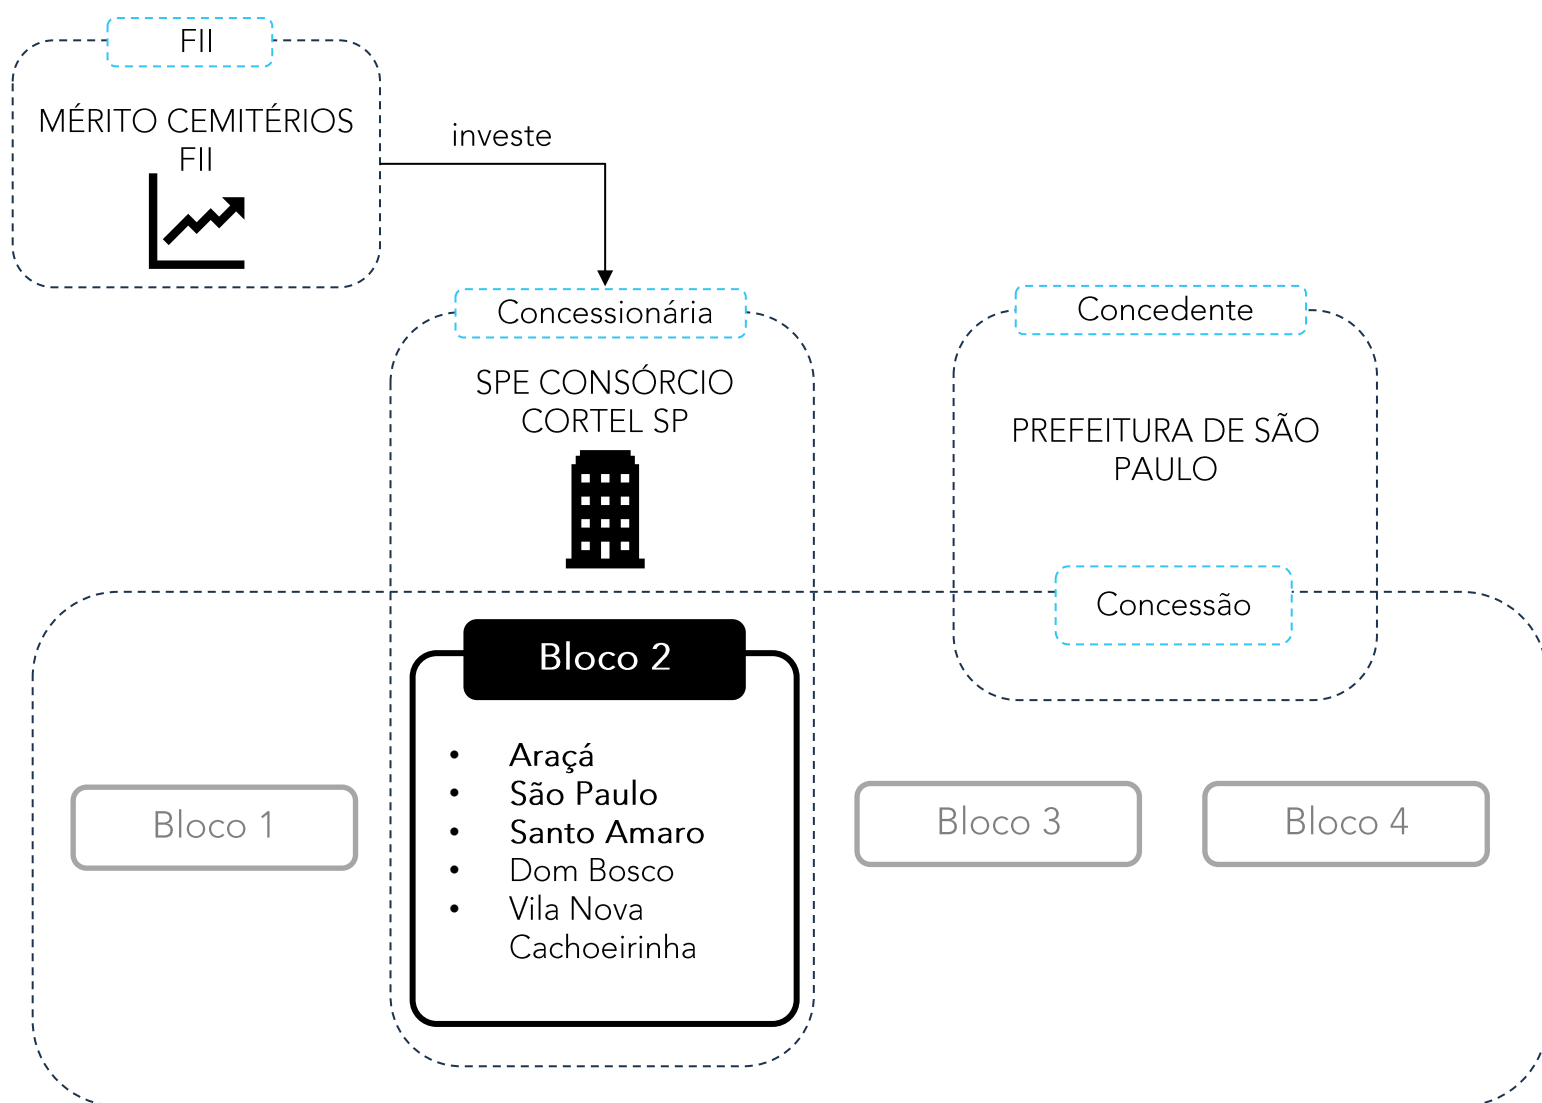 FII
MÉRITO CEMITÉRIOS
FII
investe
Concessionária
SPE CONSÓRCIO
CORTEL SP
Concedente
PREFEITURA DE SÃO
PAULO
Concessão
Bloco 1
Bloco 2
• Araçá
• São Paulo
• Santo Amaro
• Dom Bosco
• Vila Nova
Cachoeirinha
Bloco 3
Bloco 4